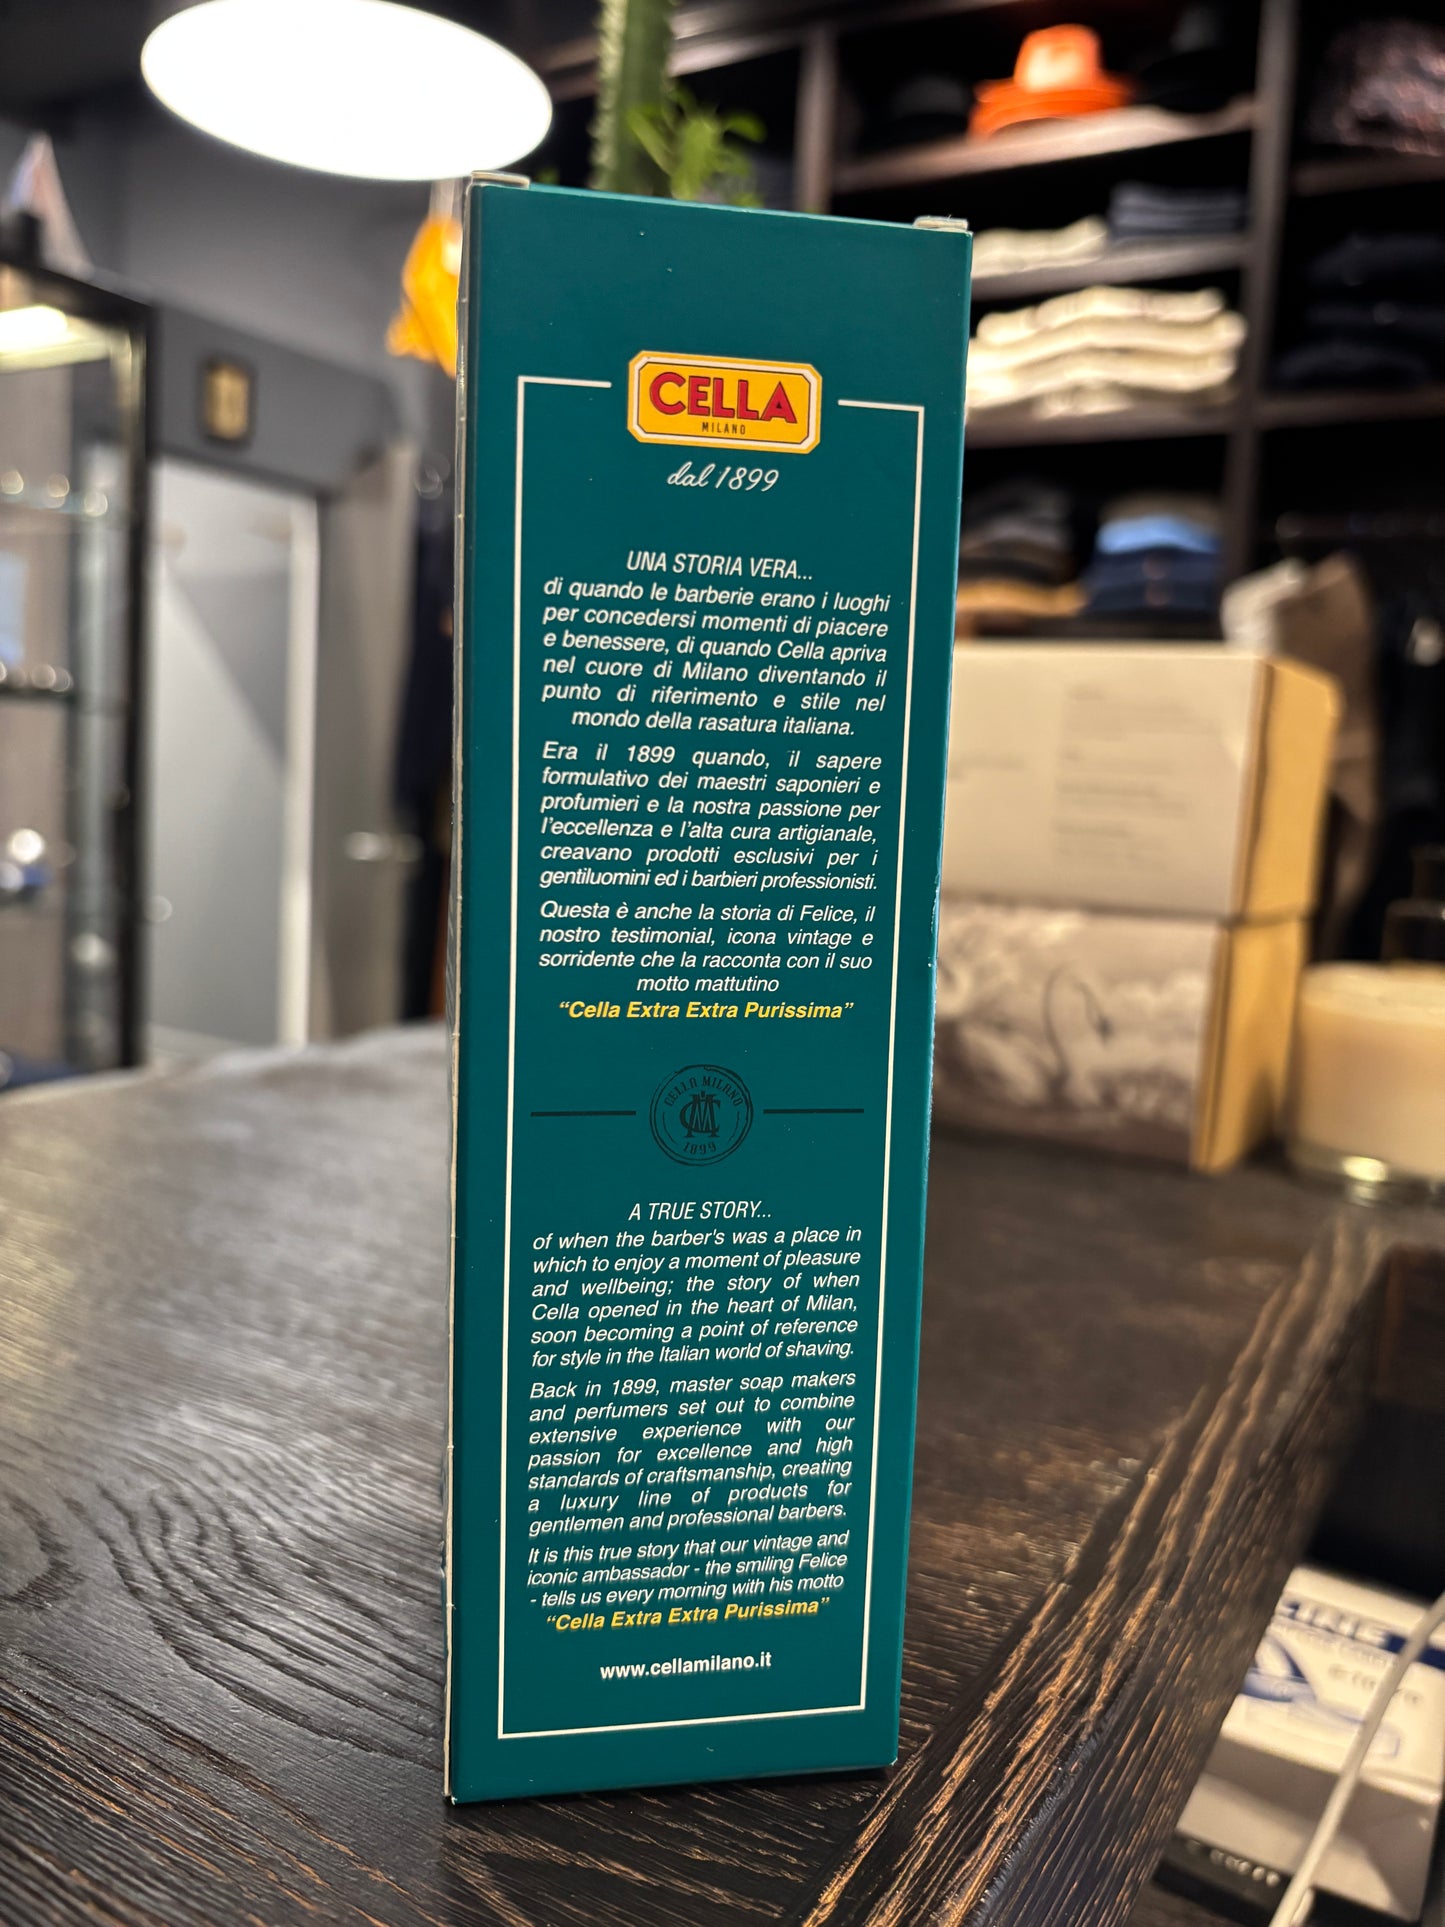 CELLA
MILANO
dal 1899
UNA STORIA VERA...
di quando le barberie erano i luoghi
per concedersi momenti di piacere
e benessere, di quando Cella apriva
nel cuore di Milano diventando il
punto di riferimento e stile nel
mondo della rasatura italiana.
Era il 1899 quando, il sapere
formulativo dei maestri saponieri e
profumieri e la nostra passione per
l'eccellenza e l'alta cura artigianale,
creavano prodotti esclusivi per i
gentiluomini ed i barbieri professionisti.
Questa è anche la storia di Felice, il
nostro testimonial, icona vintage e
sorridente che la racconta con il suo
motto mattutino
“Cella Extra Extra Purissima”
CELLA MILANO
CM
1899
A TRUE STORY...
of when the barber's was a place in
which to enjoy a moment of pleasure
and wellbeing; the story of when
Cella opened in the heart of Milan,
soon becoming a point of reference
for style in the Italian world of shaving.
Back in 1899, master soap makers
and perfumers set out to combine
extensive experience with our
passion for excellence and high
standards of craftsmanship, creating
a luxury line of products for
gentlemen and professional barbers.
It is this true story that our vintage and
iconic ambassador - the smiling Felice
- tells us every morning with his motto
“Cella Extra Extra Purissima”
www.cellamilano.it